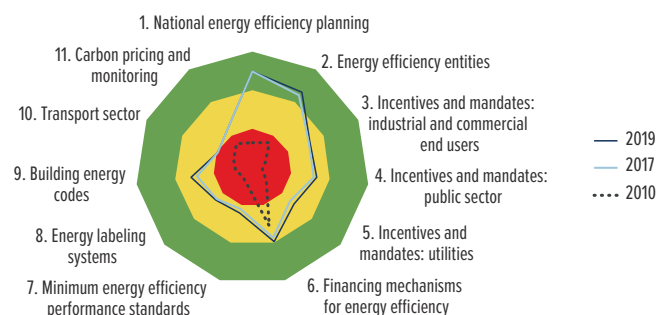 1. National energy efficiency planning
2. Energy efficiency entities
3. Incentives and mandates:
industrial and commercial
end users
4. Incentives and mandates:
public sector
5. Incentives and
mandates: utilities
6. Financing mechanisms
for energy efficiency
7. Minimum energy efficiency
performance standards
8. Energy labeling
systems
9. Building energy
codes
10. Transport sector
11. Carbon pricing and
monitoring
2019
2017
2010